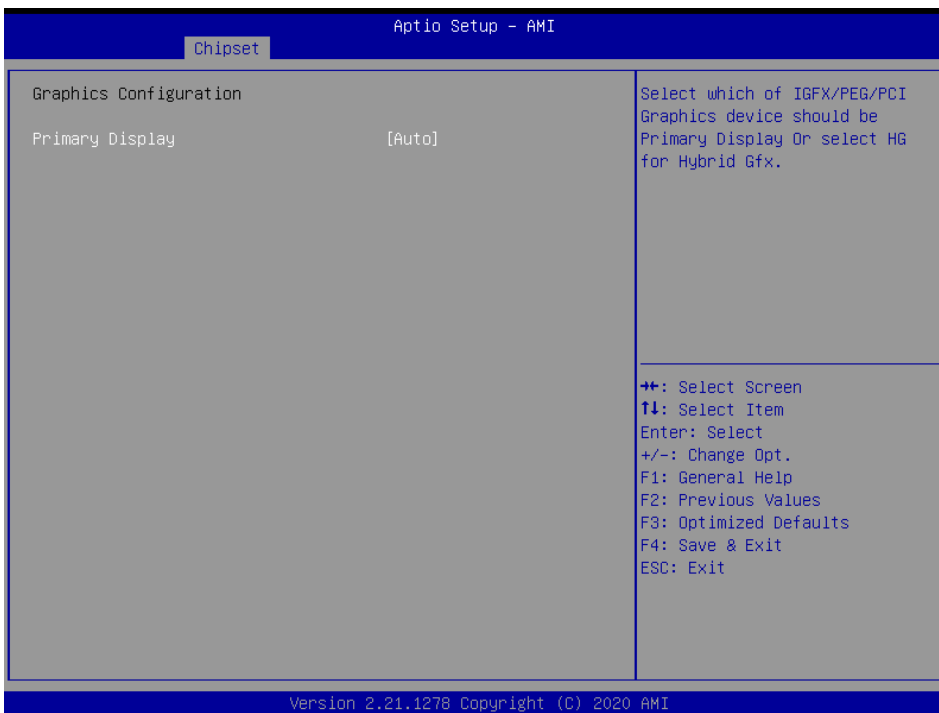 Aptio Setup - AMI
Chipset
Graphics Configuration
Primary Display [Auto]
Select which of IGFX/PEG/PCI
Graphics device should be
Primary Display Or select HG
for Hybrid Gfx.
→←: Select Screen
↑↓: Select Item
Enter: Select
+/-: Change Opt.
F1: General Help
F2: Previous Values
F3: Optimized Defaults
F4: Save & Exit
ESC: Exit
Version 2.21.1278 Copyright (C) 2020 AMI